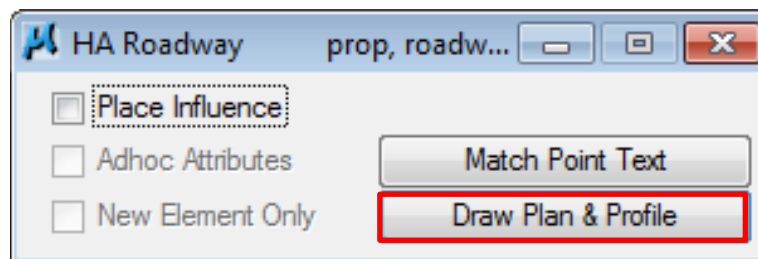 HA Roadway prop, roadw...
Place Influence
Adhoc Attributes Match Point Text
New Element Only Draw Plan & Profile